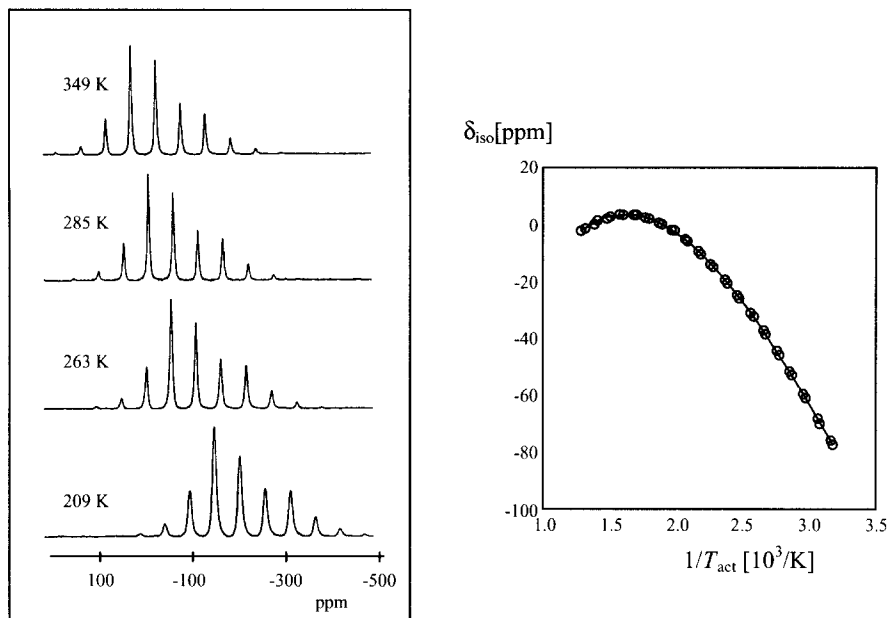 349 K
285 K
263 K
209 K
100 -100 -300 -500
ppm
δiso[ppm]
20
0
-20
-40
-60
-80
-100
1.0 1.5 2.0 2.5 3.0 3.5
1/Tact [10³/K]